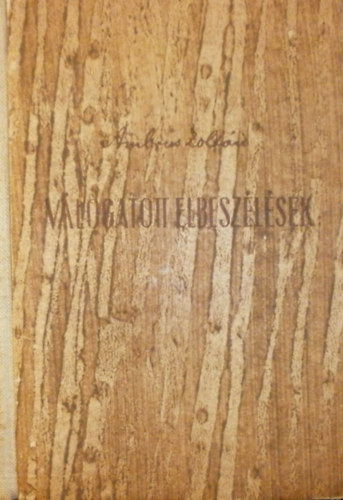 Ambrus Zoltán
VÁLOGATOTT ELBESZÉLÉSEK